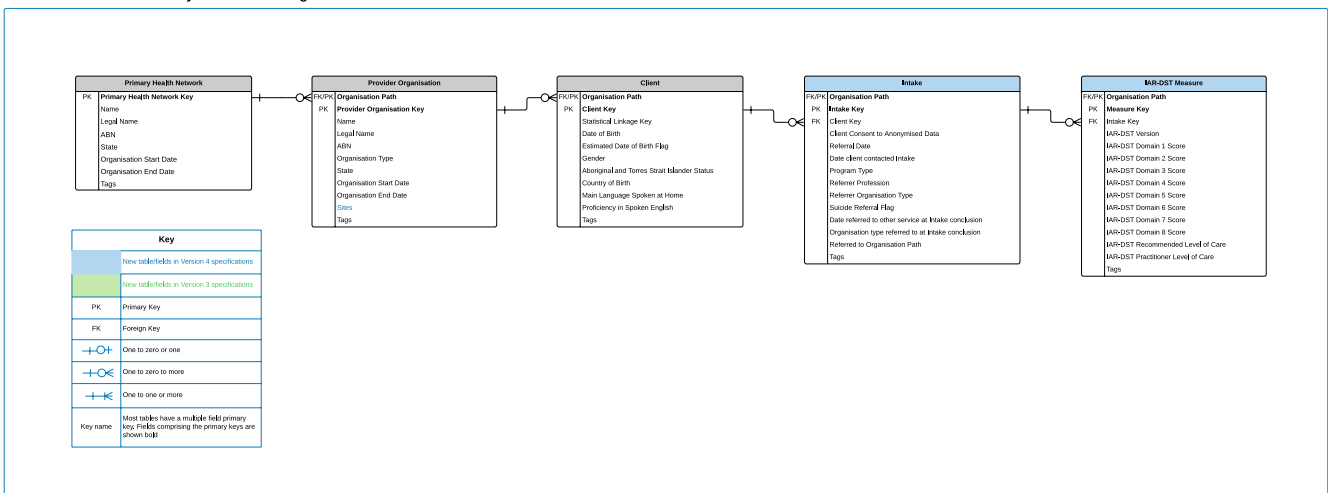 Primary Health Network
PK Primary Health Network Key
Name
Legal Name
ABN
State
Organisation Start Date
Organisation End Date
Tags
Provider Organisation
FK/PK Organisation Path
PK Provider Organisation Key
Name
Legal Name
ABN
Organisation Type
State
Organisation Start Date
Organisation End Date
Sites
Tags
Client
FK/PK Organisation Path
PK Client Key
Statistical Linkage Key
Date of Birth
Estimated Date of Birth Flag
Gender
Aboriginal and Torres Strait Islander Status
Country of Birth
Main Language Spoken at Home
Proficiency in Spoken English
Tags
Intake
FK/PK Organisation Path
PK Intake Key
FK Client Key
Client Consent to Anonymised Data
Referral Date
Date client contacted Intake
Program Type
Referrer Profession
Referrer Organisation Type
Suicide Referral Flag
Date referred to other service at Intake conclusion
Organisation type referred to at Intake conclusion
Referred to Organisation Path
Tags
IAR-DST Measure
FK/PK Organisation Path
PK Measure Key
FK Intake Key
IAR-DST Version
IAR-DST Domain 1 Score
IAR-DST Domain 2 Score
IAR-DST Domain 3 Score
IAR-DST Domain 4 Score
IAR-DST Domain 5 Score
IAR-DST Domain 6 Score
IAR-DST Domain 7 Score
IAR-DST Domain 8 Score
IAR-DST Recommended Level of Care
IAR-DST Practitioner Level of Care
Tags
Key
New table/fields in Version 4 specifications
New table/fields in Version 3 specifications
PK Primary Key
FK Foreign Key
One to zero or one
One to zero to more
One to one or more
Key name
Most tables have a multiple field primary
key. Fields comprising the primary keys are
shown bold